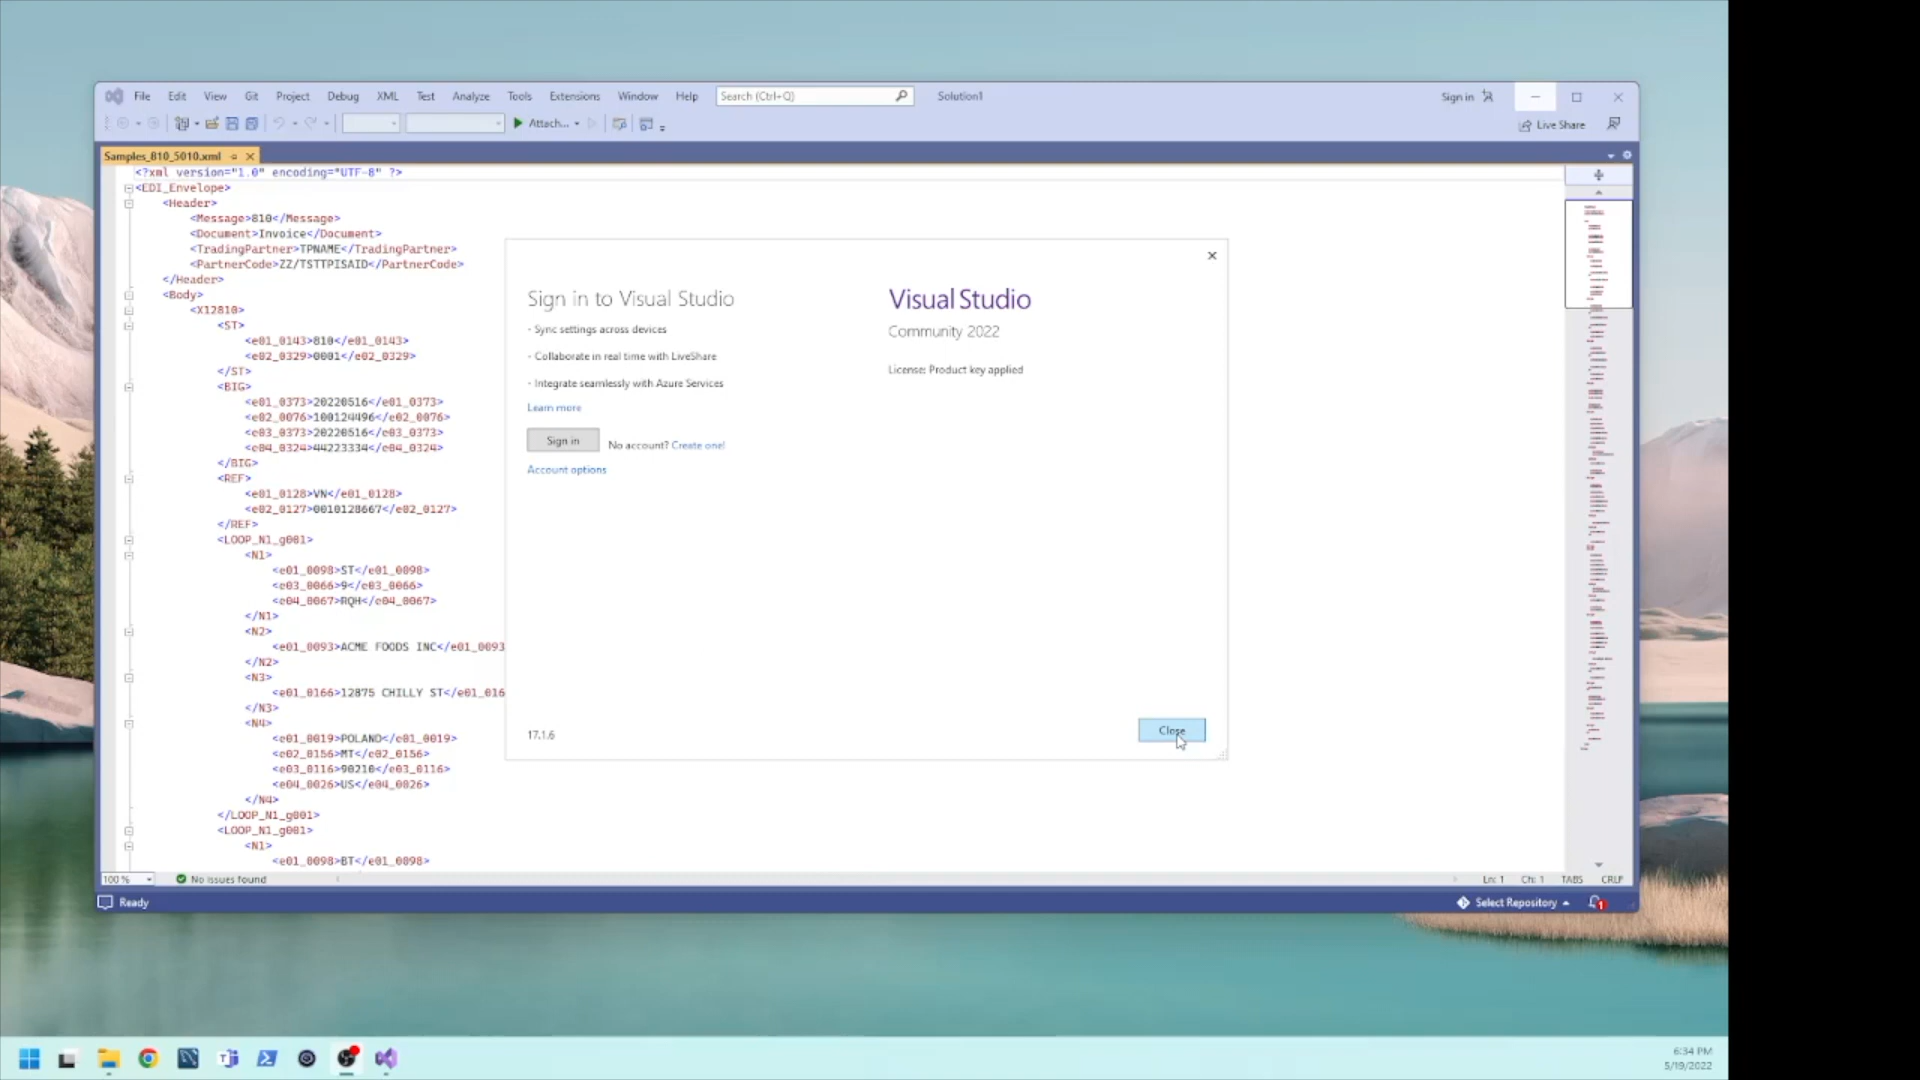 File Edit View Git Project Debug XML Test Analyze Tools Extensions Window Help Search (Ctrl+Q) Solution1 Sign in
Attach... Live Share
Samples_810_5010.xml
<?xml version="1.0" encoding="UTF-8" ?>
<EDI_Envelope>
<Header>
<Message>810</Message>
<Document>Invoice</Document>
<TradingPartner>TPNAME</TradingPartner>
<PartnerCode>ZZ/TSTTPISAID</PartnerCode>
</Header>
<Body>
<X12810>
<ST>
<e01_0143>810</e01_0143>
<e02_0329>0001</e02_0329>
</ST>
<BIG>
<e01_0373>20220516</e01_0373>
<e02_0076>100124496</e02_0076>
<e03_0373>20220516</e03_0373>
<e04_0324>44223334</e04_0324>
</BIG>
<REF>
<e01_0128>VN</e01_0128>
<e02_0127>0010128667</e02_0127>
</REF>
<LOOP_N1_g001>
<N1>
<e01_0098>ST</e01_0098>
<e03_0066>9</e03_0066>
<e04_0067>RQH</e04_0067>
</N1>
<N2>
<e01_0093>ACME FOODS INC</e01_0093
</N2>
<N3>
<e01_0166>12875 CHILLY ST</e01_016
</N3>
<N4>
<e01_0019>POLAND</e01_0019>
<e02_0156>MT</e02_0156>
<e03_0116>90210</e03_0116>
<e04_0026>US</e04_0026>
</N4>
</LOOP_N1_g001>
<LOOP_N1_g001>
<N1>
<e01_0098>BT</e01_0098>
Sign in to Visual Studio
- Sync settings across devices
- Collaborate in real time with LiveShare
- Integrate seamlessly with Azure Services
Learn more
Sign in No account? Create one!
Account options
17.1.6
Visual Studio
Community 2022
License: Product key applied
Close
100 % No issues found Ln: 1 Ch: 1 TABS CRLF
Ready Select Repository 1
6:34 PM
5/19/2022